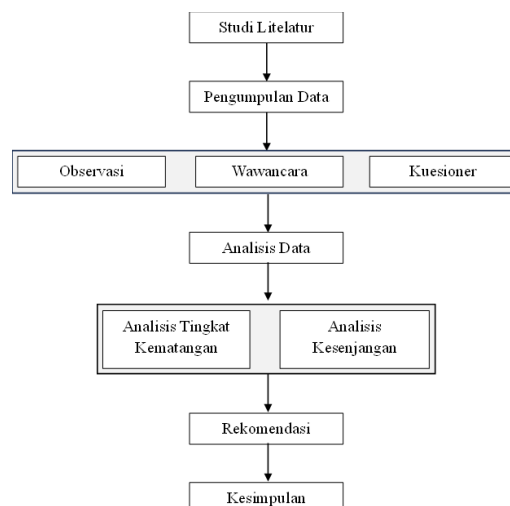 Studi Litelatur
Pengumpulan Data
Observasi
Wawancara
Kuesioner
Analisis Data
Analisis Tingkat
Kematangan
Analisis
Kesenjangan
Rekomendasi
Kesimpulan